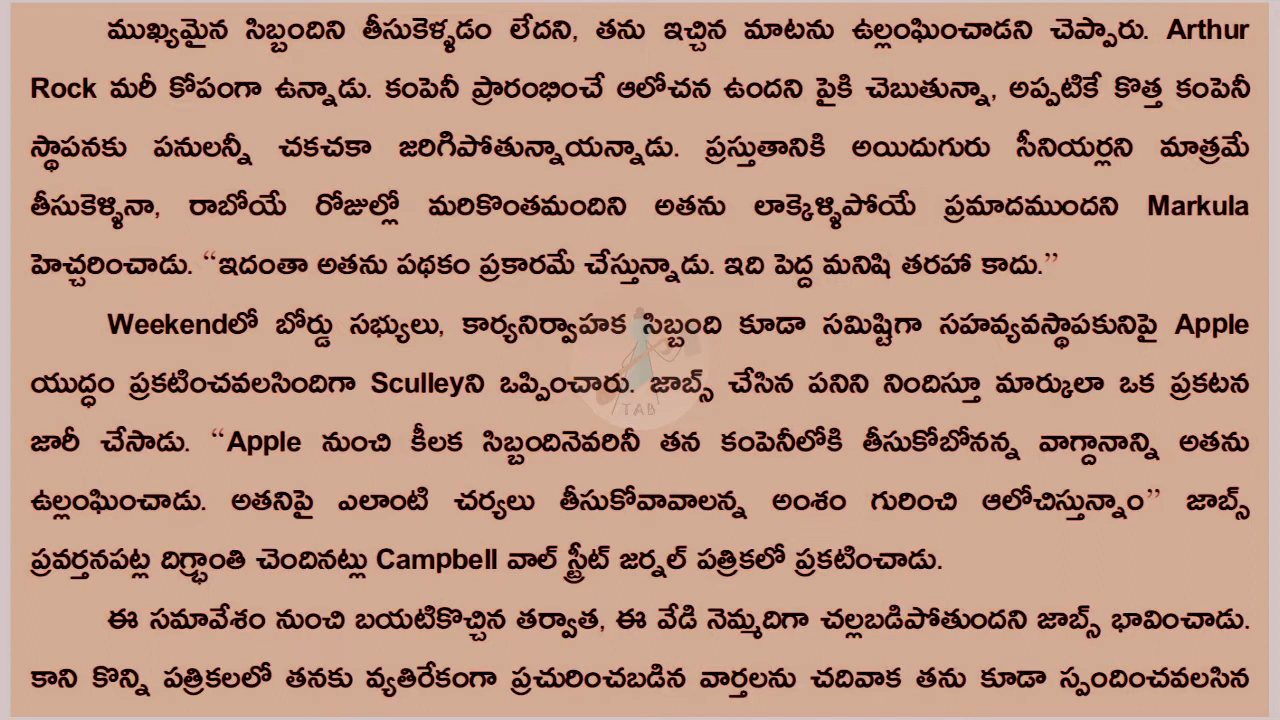 ముఖ్యమైన సిబ్బందిని తీసుకెళ్ళడం లేదని, తను ఇచ్చిన మాటను ఉల్లంఘించాడని చెప్పారు. Arthur
Rock మరీ కోపంగా ఉన్నాడు. కంపెనీ ప్రారంభించే ఆలోచన ఉందని పైకి చెబుతున్నా, అప్పటికే కొత్త కంపెనీ
స్థాపనకు పనులన్నీ చకచకా జరిగిపోతున్నాయన్నాడు. ప్రస్తుతానికి అయిదుగురు సీనియర్లని మాత్రమే
తీసుకెళ్ళినా, రాబోయే రోజుల్లో మరికొంతమందిని అతను లాక్కెళ్ళిపోయే ప్రమాదముందని Markula
హెచ్చరించాడు. “ఇదంతా అతను పథకం ప్రకారమే చేస్తున్నాడు. ఇది పెద్ద మనిషి తరహా కాదు.”
Weekendలో బోర్డు సభ్యులు, కార్యనిర్వాహక సిబ్బంది కూడా సమిష్టిగా సహవ్యవస్థాపకునిపై Apple
యుద్ధం ప్రకటించవలసిందిగా Sculleyని ఒప్పించారు. జాబ్స్ చేసిన పనిని నిందిస్తూ మార్కులా ఒక ప్రకటన
జారీ చేసాడు. “Apple నుంచి కీలక సిబ్బందినెవరినీ తన కంపెనీలోకి తీసుకోబోనన్న వాగ్దానాన్ని అతను
ఉల్లంఘించాడు. అతనిపై ఎలాంటి చర్యలు తీసుకోవావాలన్న అంశం గురించి ఆలోచిస్తున్నాం” జాబ్స్
ప్రవర్తనపట్ల దిగ్భ్రాంతి చెందినట్లు Campbell వాల్ స్ట్రీట్ జర్నల్ పత్రికలో ప్రకటించాడు.
TAB
ఈ సమావేశం నుంచి బయటికొచ్చిన తర్వాత, ఈ వేడి నెమ్మదిగా చల్లబడిపోతుందని జాబ్స్ భావించాడు.
కాని కొన్ని పత్రికలలో తనకు వ్యతిరేకంగా ప్రచురించబడిన వార్తలను చదివాక తను కూడా స్పందించవలసిన